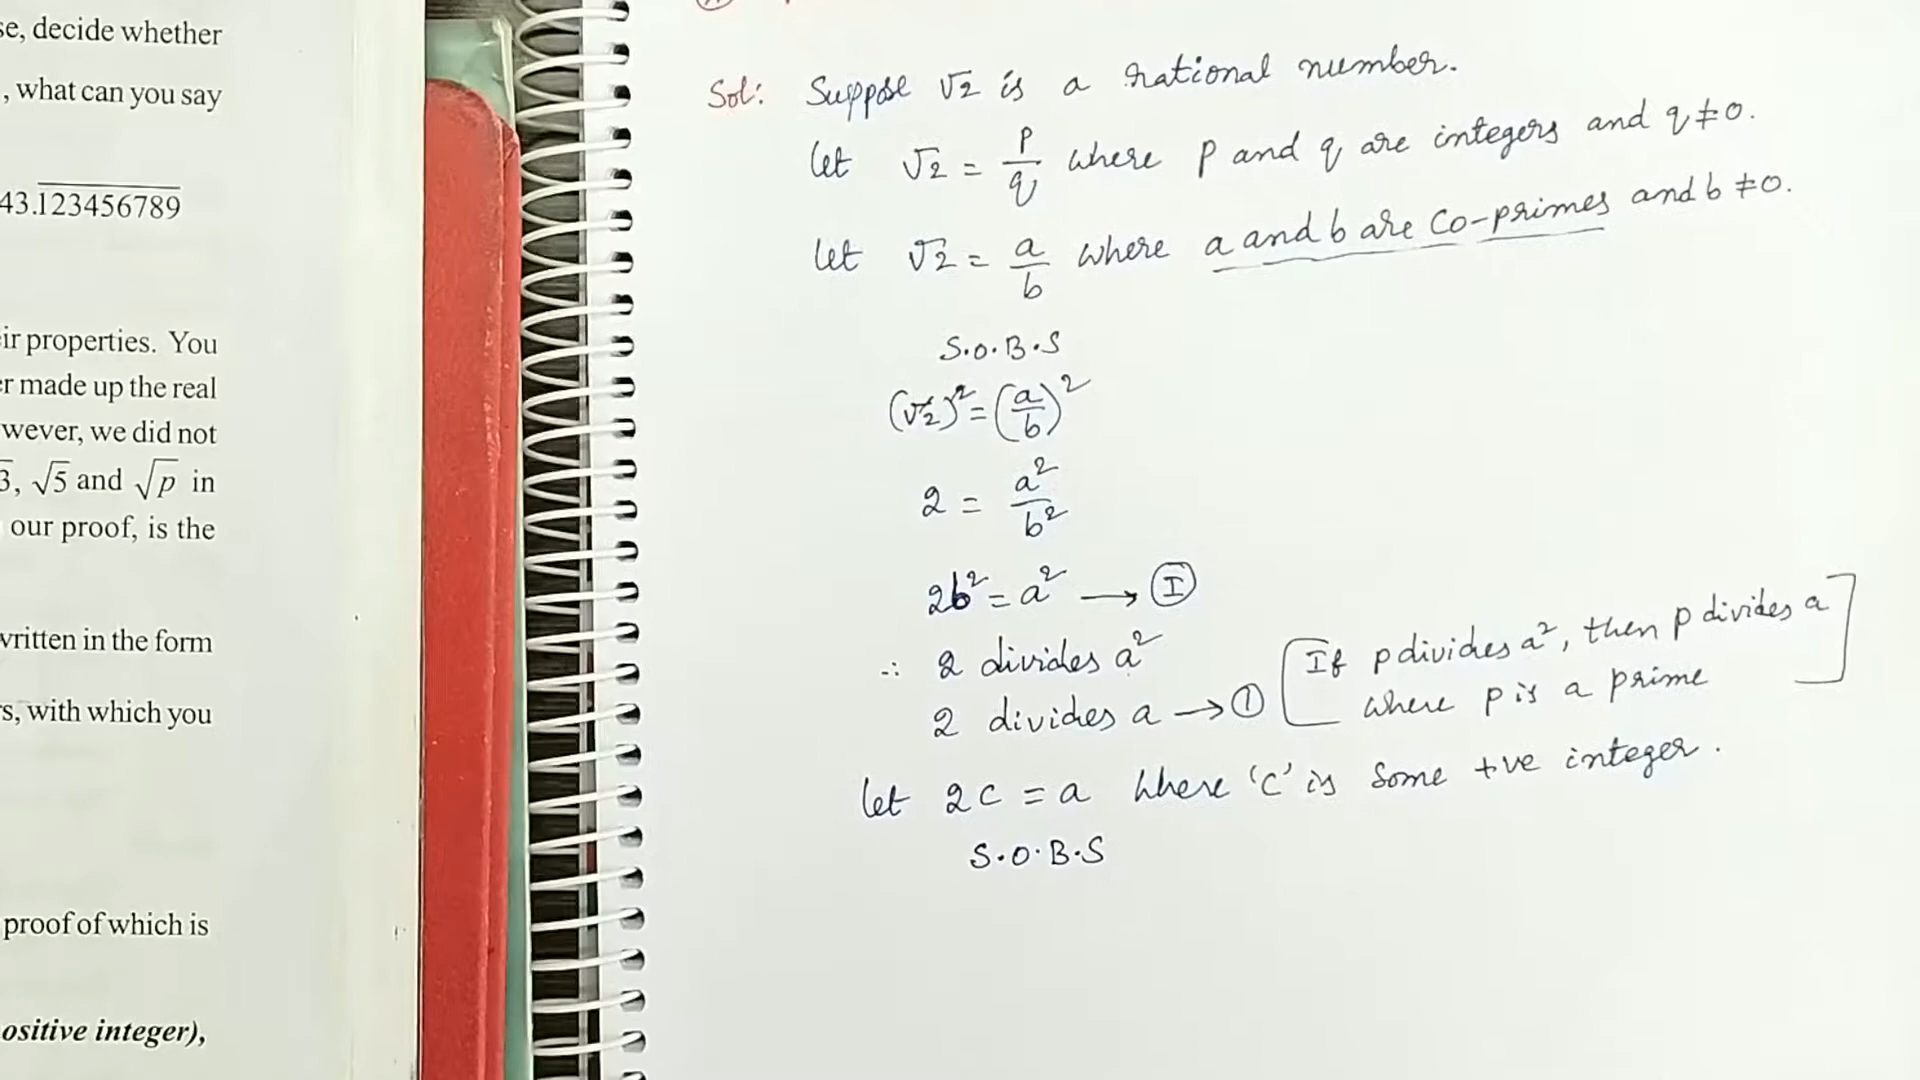 se, decide whether
, what can you say
43.\overline{123456789}
ir properties. You
er made up the real
wever, we did not
3, √5 and √p in
our proof, is the
written in the form
s, with which you
proof of which is
ositive integer),
Sol: Suppose √2 is a rational number.
Let √2 = p/q where p and q are integers and q ≠ 0.
Let √2 = a/b where a and b are Co-primes and b ≠ 0.
S.O.B.S
(√2)² = (a/b)²
2 = a²/b²
2b² = a² → Ⓘ
∴ 2 divides a²
2 divides a → ① [If p divides a², then p divides a
where p is a prime]
Let 2c = a where 'c' is some +ve integer.
S.O.B.S